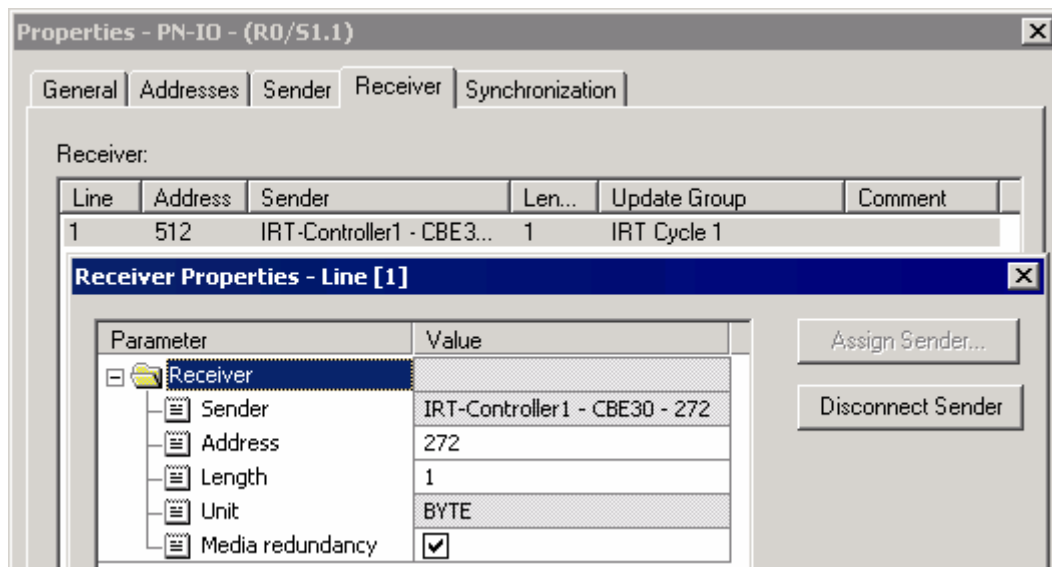 Properties - PN-IO - (R0/S1.1)
General Addresses Sender Receiver Synchronization
Receiver:
Line Address Sender Len... Update Group Comment
1 512 IRT-Controller1 - CBE3... 1 IRT Cycle 1
Receiver Properties - Line [1]
Parameter Value Assign Sender...
Receiver
Sender IRT-Controller1 - CBE30 - 272 Disconnect Sender
Address 272
Length 1
Unit BYTE
Media redundancy